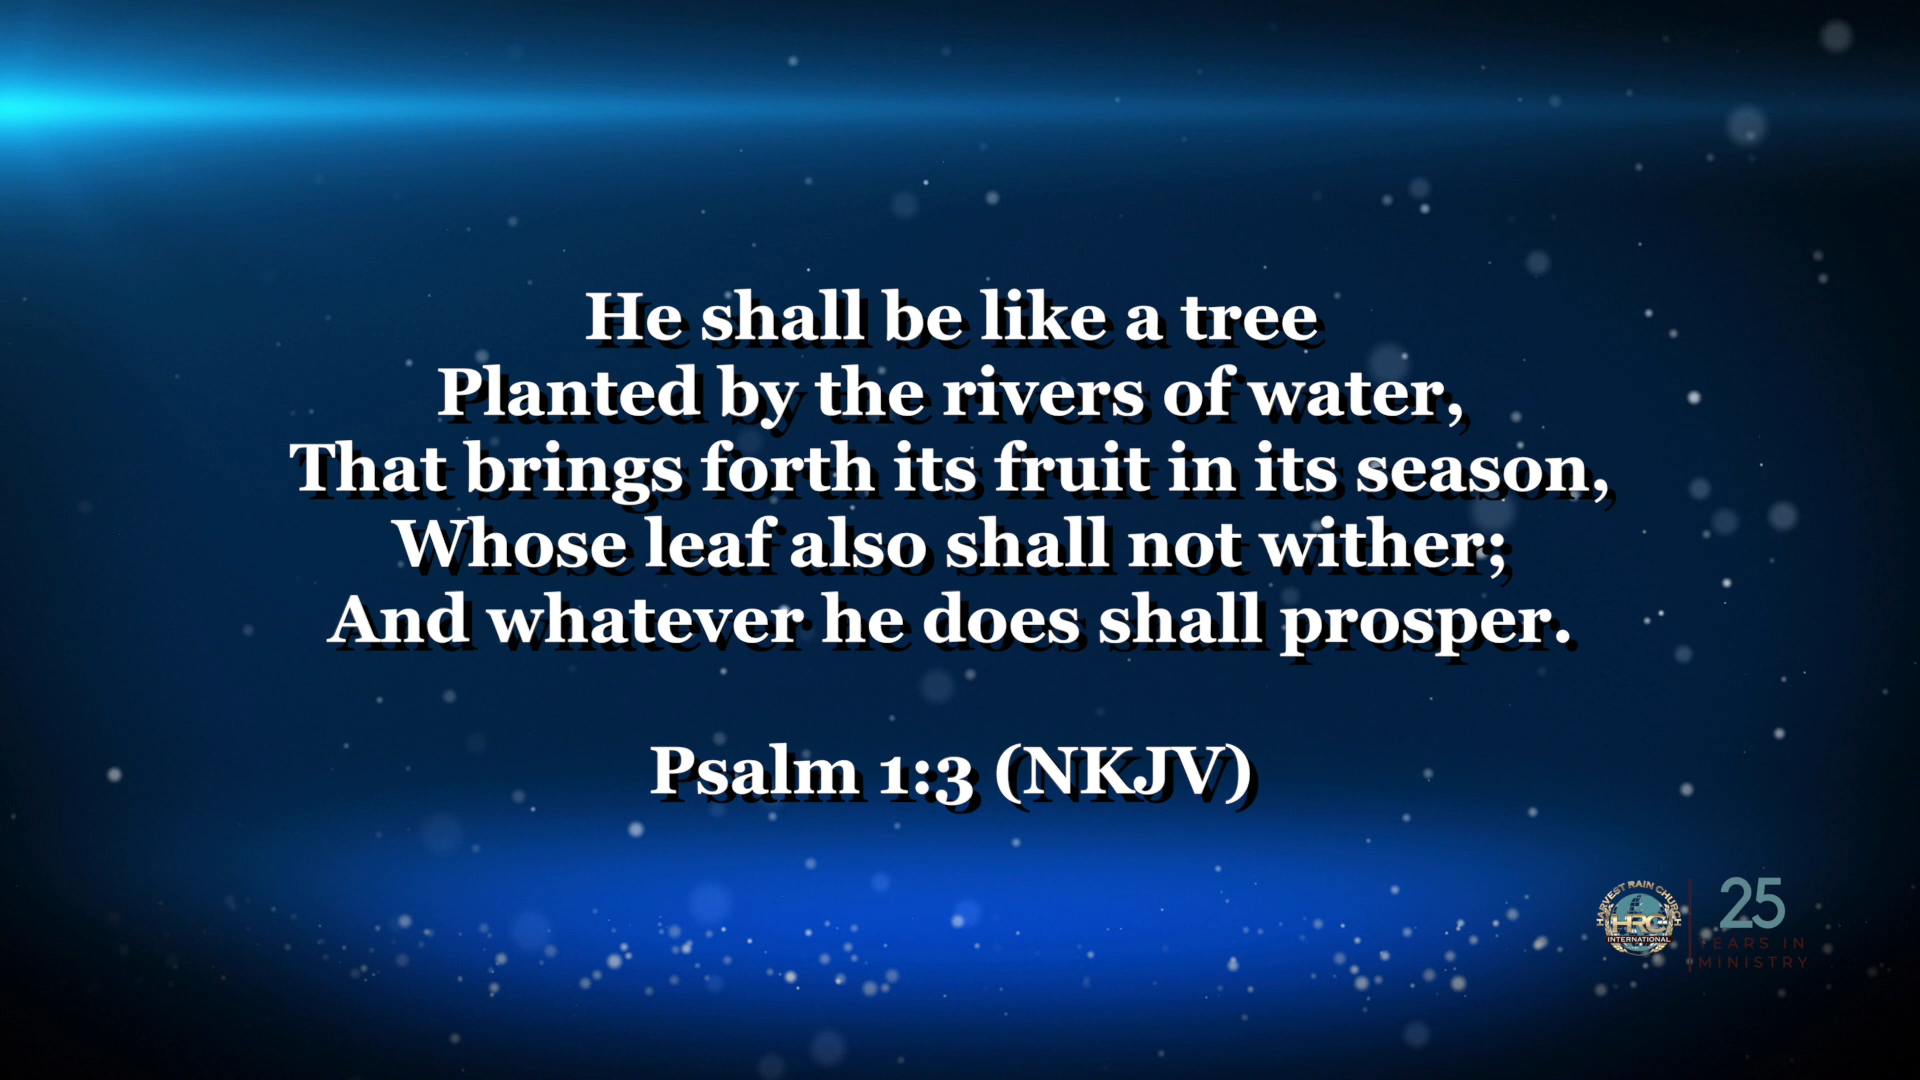 He shall be like a tree
Planted by the rivers of water,
That brings forth its fruit in its season,
Whose leaf also shall not wither;
And whatever he does shall prosper.
Psalm 1:3 (NKJV)
HARVEST RAIN CHURCH
HRC
INTERNATIONAL
25
YEARS IN
MINISTRY